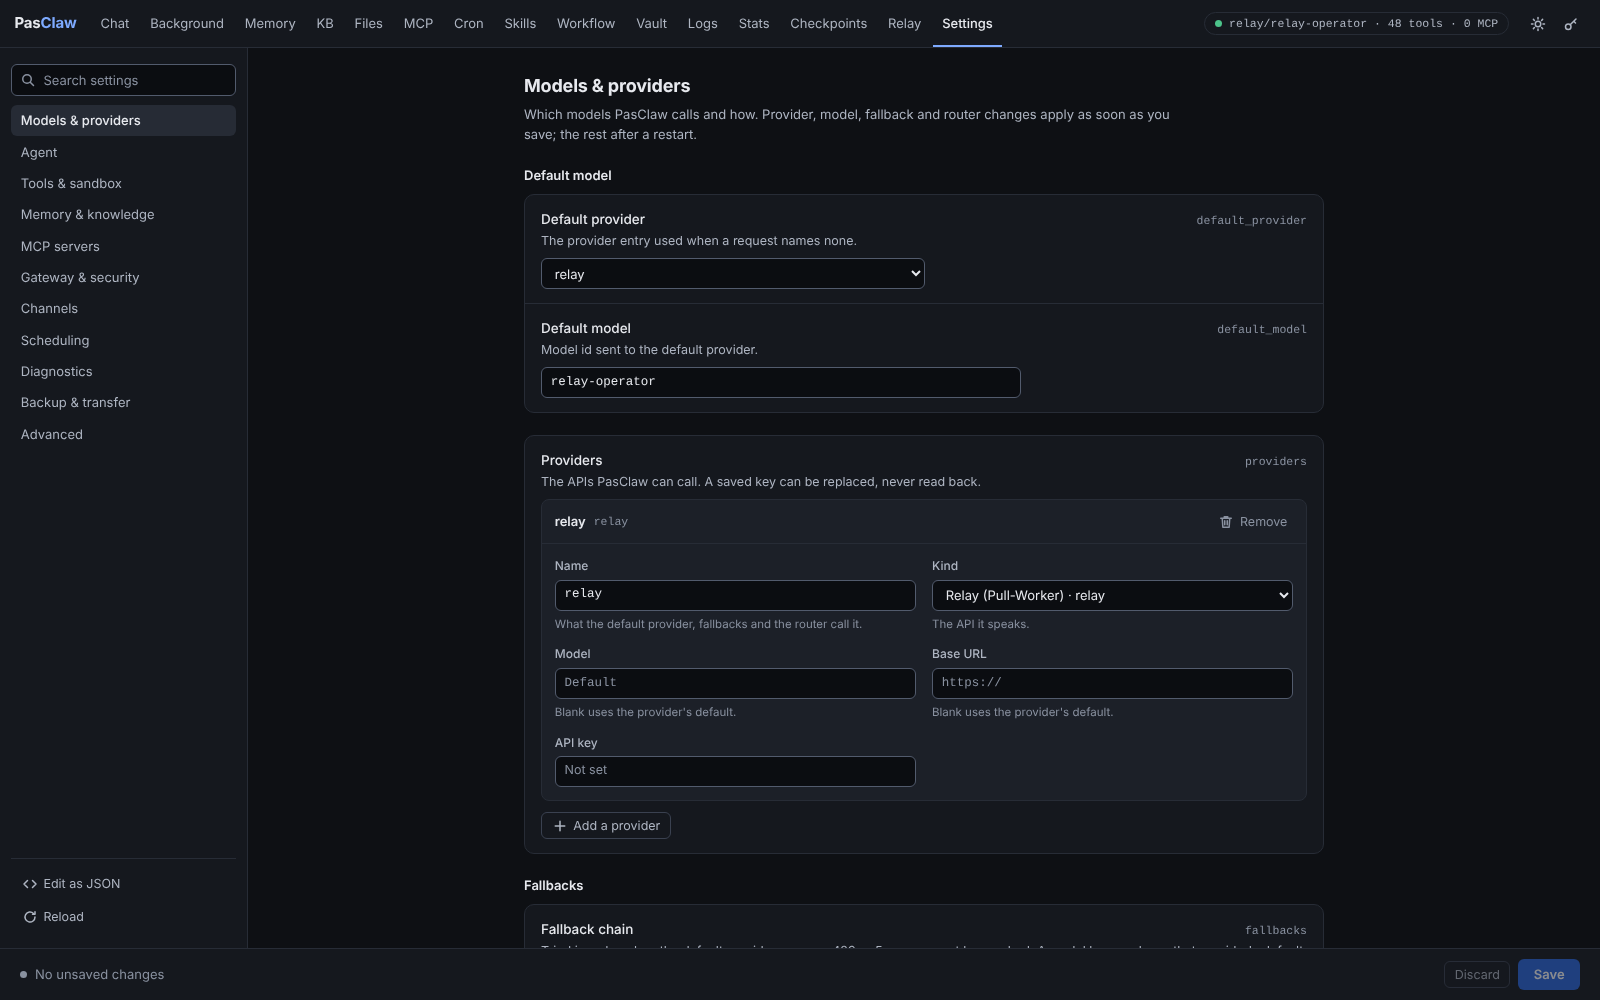 PasClaw
Chat
Background
Memory
KB
Files
MCP
Cron
Skills
Workflow
Vault
Logs
Stats
Checkpoints
Relay
Settings
relay/relay-operator · 48 tools · 0 MCP
Search settings
Models & providers
Agent
Tools & sandbox
Memory & knowledge
MCP servers
Gateway & security
Channels
Scheduling
Diagnostics
Backup & transfer
Advanced
Edit as JSON
Reload
Models & providers
Which models PasClaw calls and how. Provider, model, fallback and router changes apply as soon as you
save; the rest after a restart.
Default model
Default provider
default_provider
The provider entry used when a request names none.
relay
Default model
default_model
Model id sent to the default provider.
relay-operator
Providers
providers
The APIs PasClaw can call. A saved key can be replaced, never read back.
relay relay
Remove
Name
relay
What the default provider, fallbacks and the router call it.
Kind
Relay (Pull-Worker) · relay
The API it speaks.
Model
Default
Blank uses the provider's default.
Base URL
https://
Blank uses the provider's default.
API key
Not set
Add a provider
Fallbacks
Fallback chain
fallbacks
No unsaved changes
Discard
Save